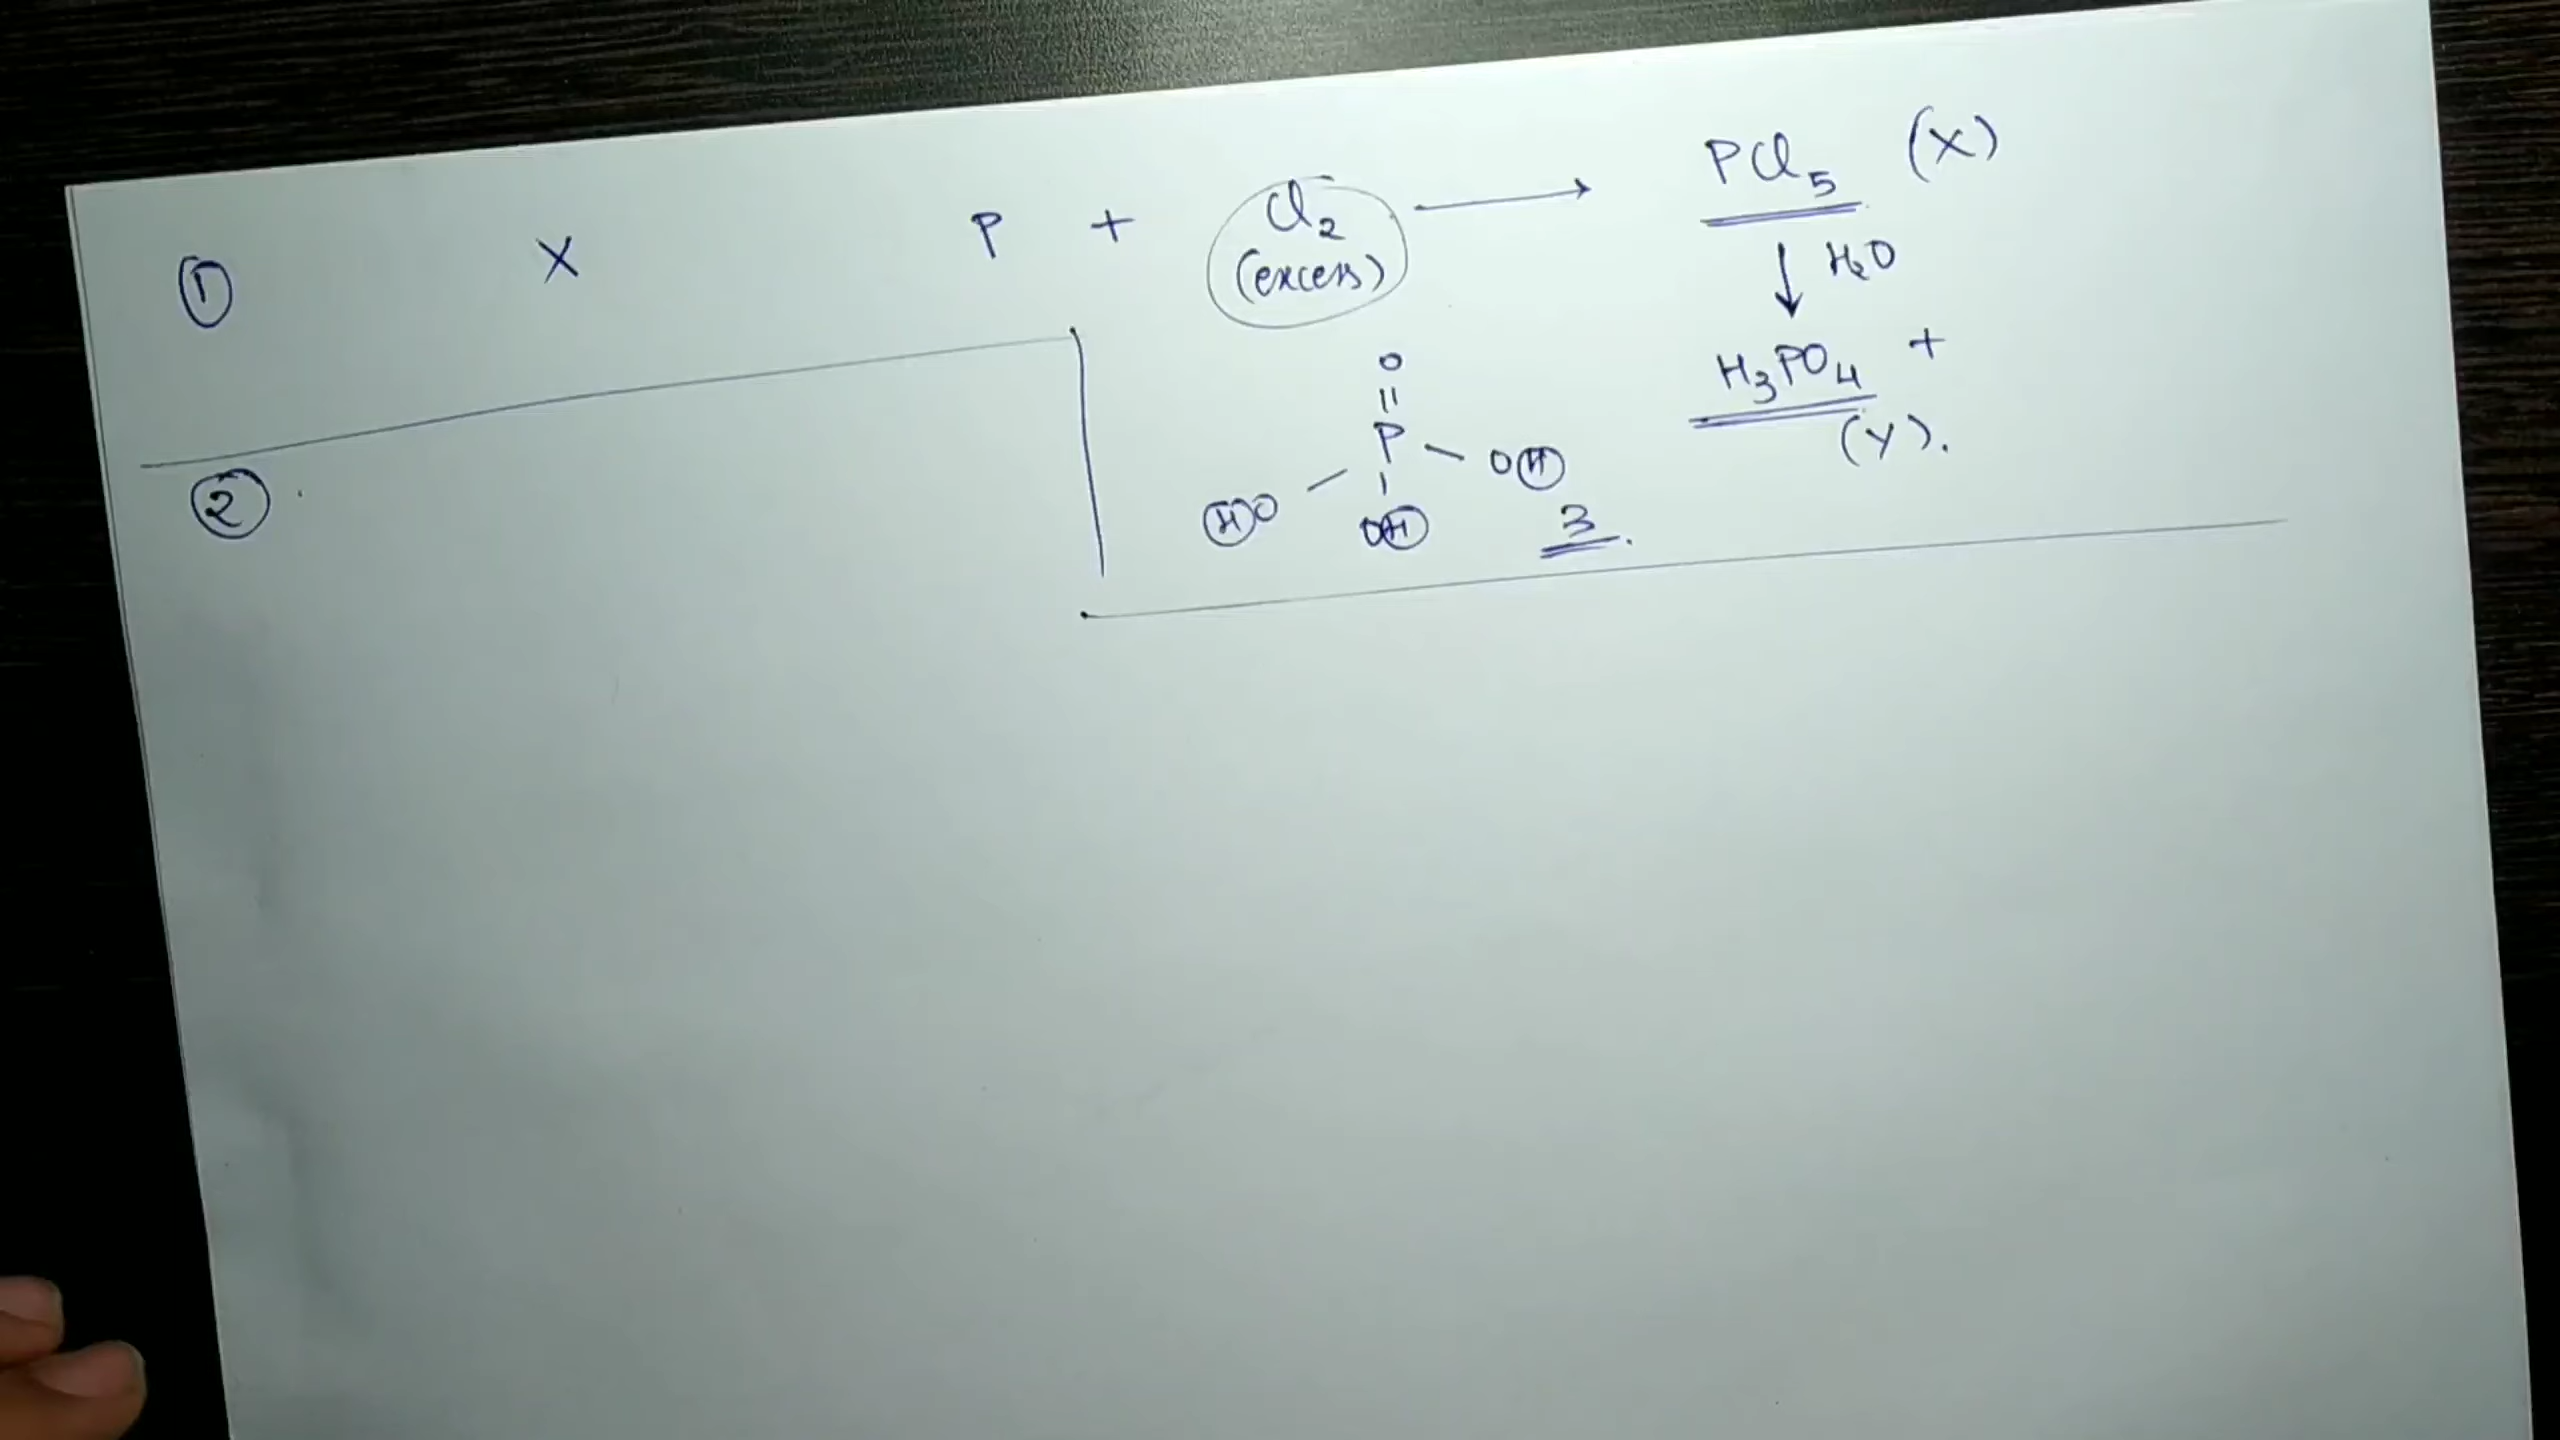 ① X P + Cl₂ ⟶ PCl₅ (X)
(excess)
↓ H₂O
H₃PO₄ +
(Y).
O
||
P
HO OH
OH
3.
②